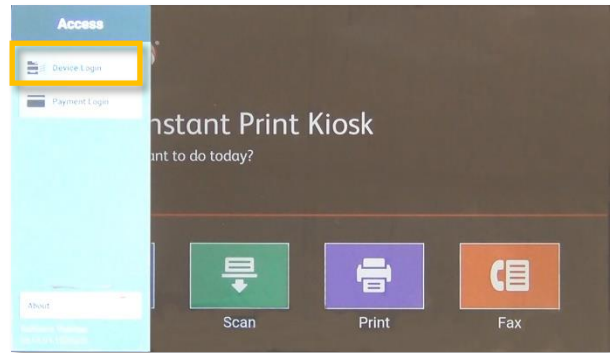 Access
Device Login
Payment Login
nstant Print Kiosk
nt to do today?
About
Scan
Print
Fax